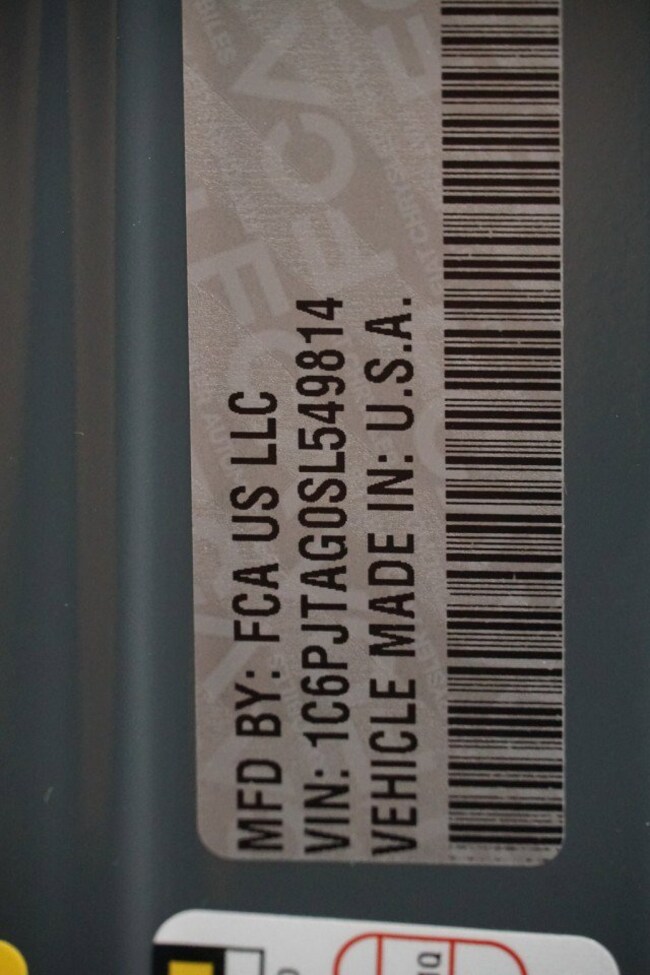 MFD BY: FCA US LLC
VIN: 1C6PJTAG0SL549814
VEHICLE MADE IN: U.S.A.